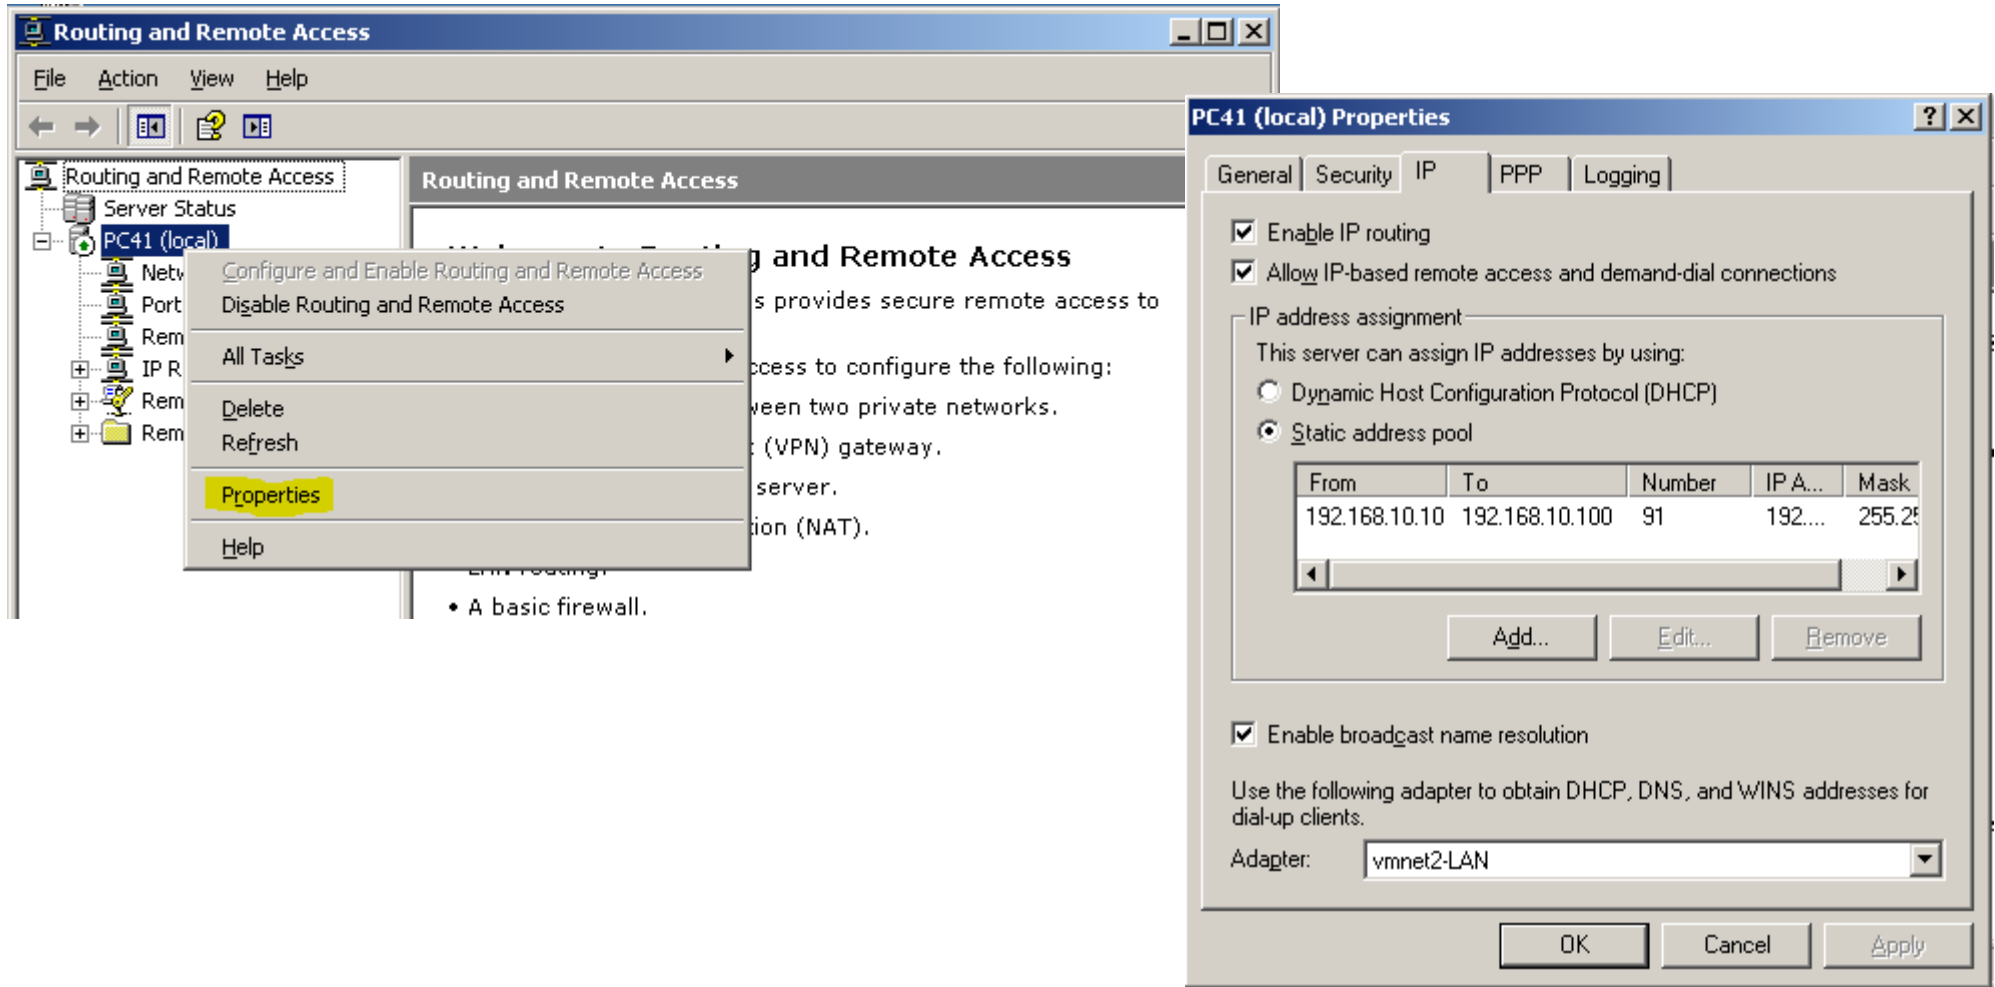 Routing and Remote Access
File Action View Help
Routing and Remote Access
Server Status
PC41 (local)
Netw
Port
Rem
IP R
Rem
Rem
Routing and Remote Access
and Remote Access
s provides secure remote access to
ccess to configure the following:
ween two private networks.
(VPN) gateway.
server.
tion (NAT).
• A basic firewall.
Configure and Enable Routing and Remote Access
Disable Routing and Remote Access
All Tasks
Delete
Refresh
Properties
Help
PC41 (local) Properties
General Security IP PPP Logging
Enable IP routing
Allow IP-based remote access and demand-dial connections
IP address assignment
This server can assign IP addresses by using:
Dynamic Host Configuration Protocol (DHCP)
Static address pool
From To Number IP A... Mask
192.168.10.10 192.168.10.100 91 192.... 255.25
Add... Edit... Remove
Enable broadcast name resolution
Use the following adapter to obtain DHCP, DNS, and WINS addresses for
dial-up clients.
Adapter: vmnet2-LAN
OK Cancel Apply